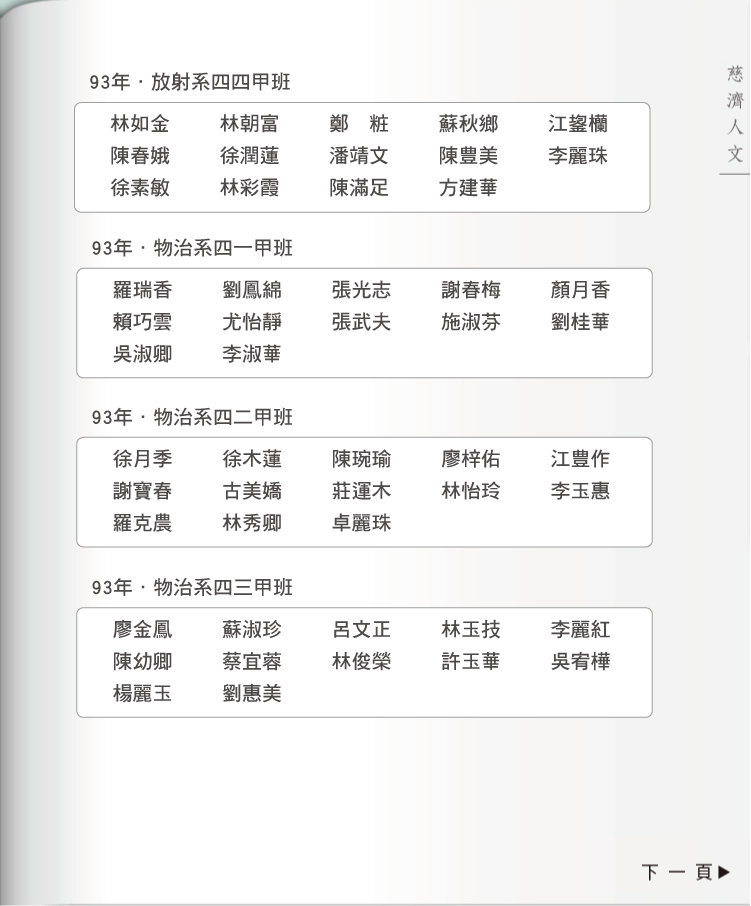 93年·放射系四四甲班
林如金 林朝富 鄭 粧 蘇秋鄉 江鋆欄
陳春娥 徐潤蓮 潘靖文 陳豊美 李麗珠
徐素敏 林彩霞 陳滿足 方建華
93年·物治系四一甲班
羅瑞香 劉鳳綿 張光志 謝春梅 顏月香
賴巧雲 尤怡靜 張武夫 施淑芬 劉桂華
吳淑卿 李淑華
93年·物治系四二甲班
徐月季 徐木蓮 陳琬瑜 廖梓佑 江豊作
謝寶春 古美嬌 莊運木 林怡玲 李玉惠
羅克農 林秀卿 卓麗珠
93年·物治系四三甲班
廖金鳳 蘇淑珍 呂文正 林玉技 李麗紅
陳幼卿 蔡宜蓉 林俊榮 許玉華 吳宥樺
楊麗玉 劉惠美
慈濟人文
下一頁▶